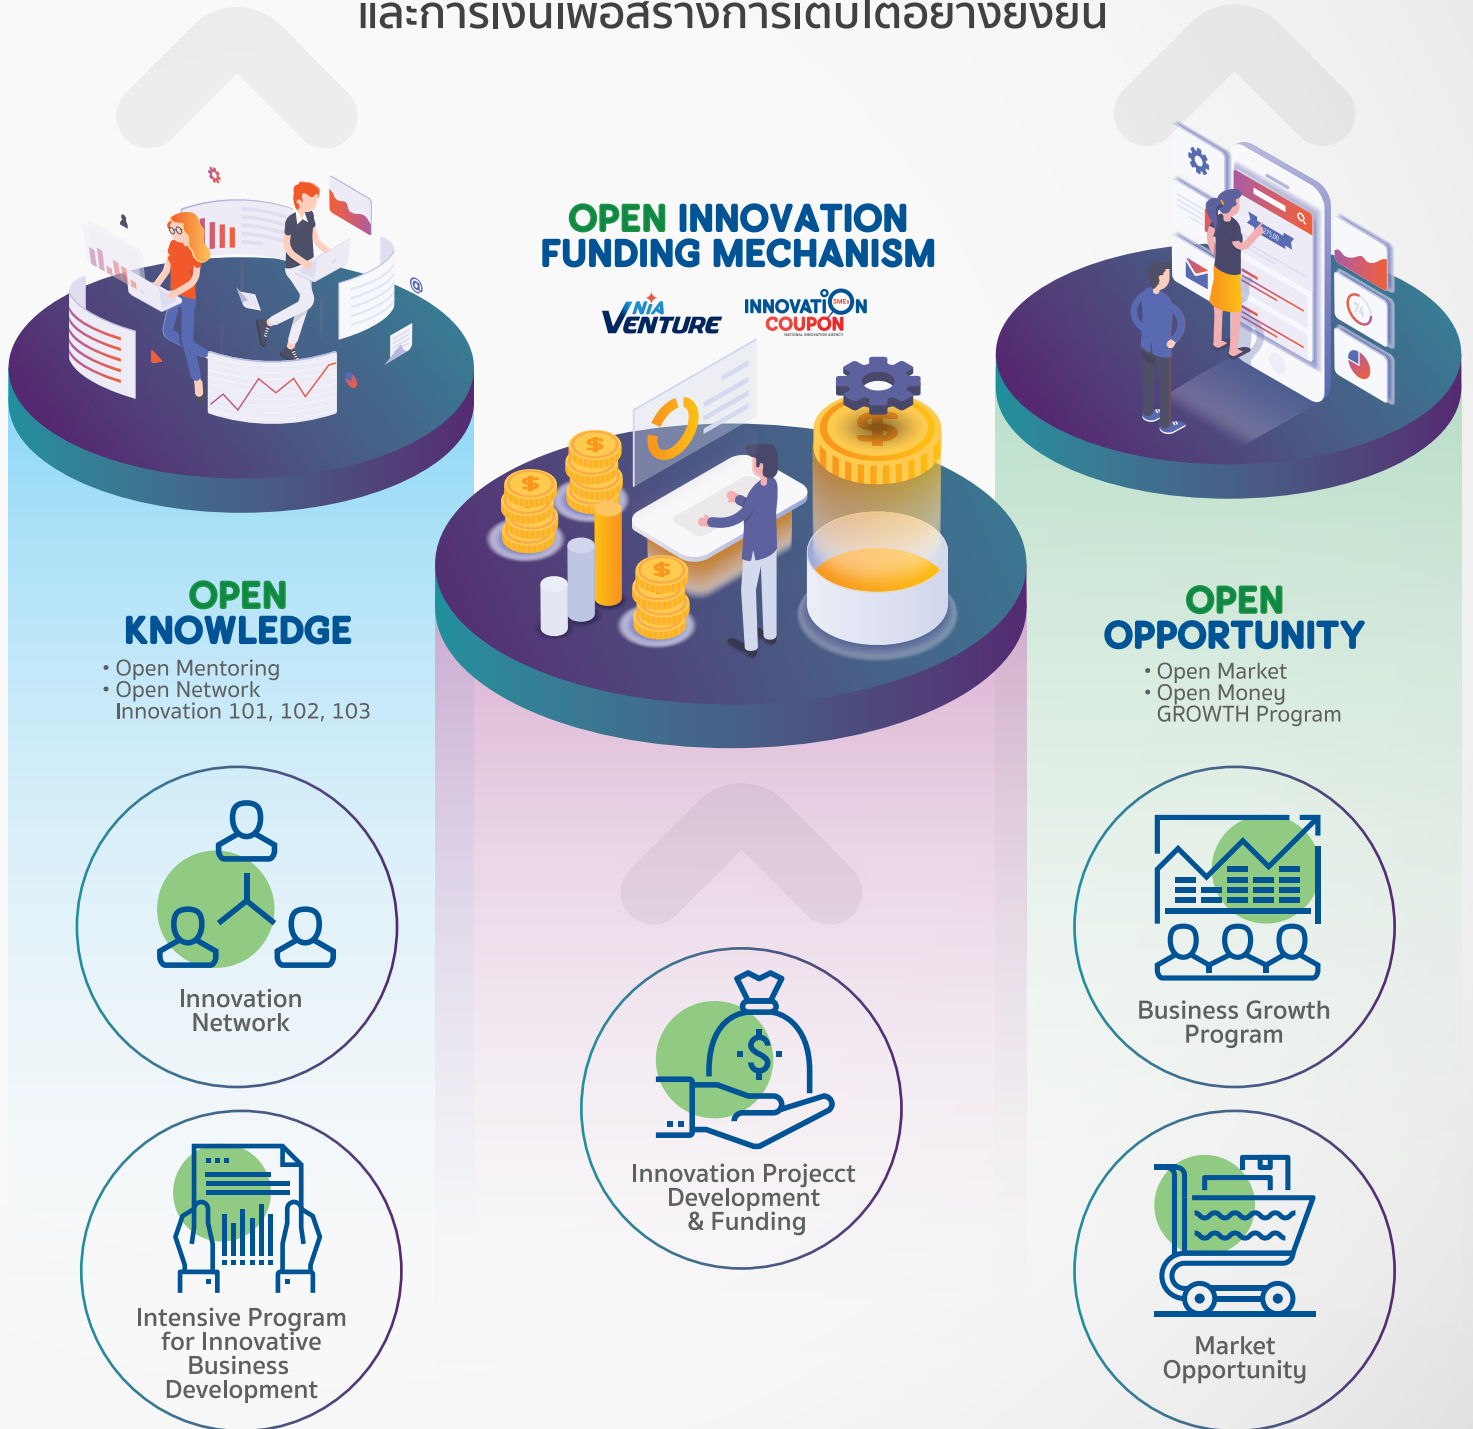 และการเงินเพื่อสร้างการเติบโตอย่างยั่งยืน
OPEN INNOVATION
FUNDING MECHANISM
NiA
VENTURE
INNOVATION
SMEs
COUPON
NATIONAL INNOVATION AGENCY
OPEN
KNOWLEDGE
• Open Mentoring
• Open Network
Innovation 101, 102, 103
OPEN
OPPORTUNITY
• Open Market
• Open Money
GROWTH Program
Innovation
Network
Business Growth
Program
Innovation Projecct
Development
& Funding
Intensive Program
for Innovative
Business
Development
Market
Opportunity